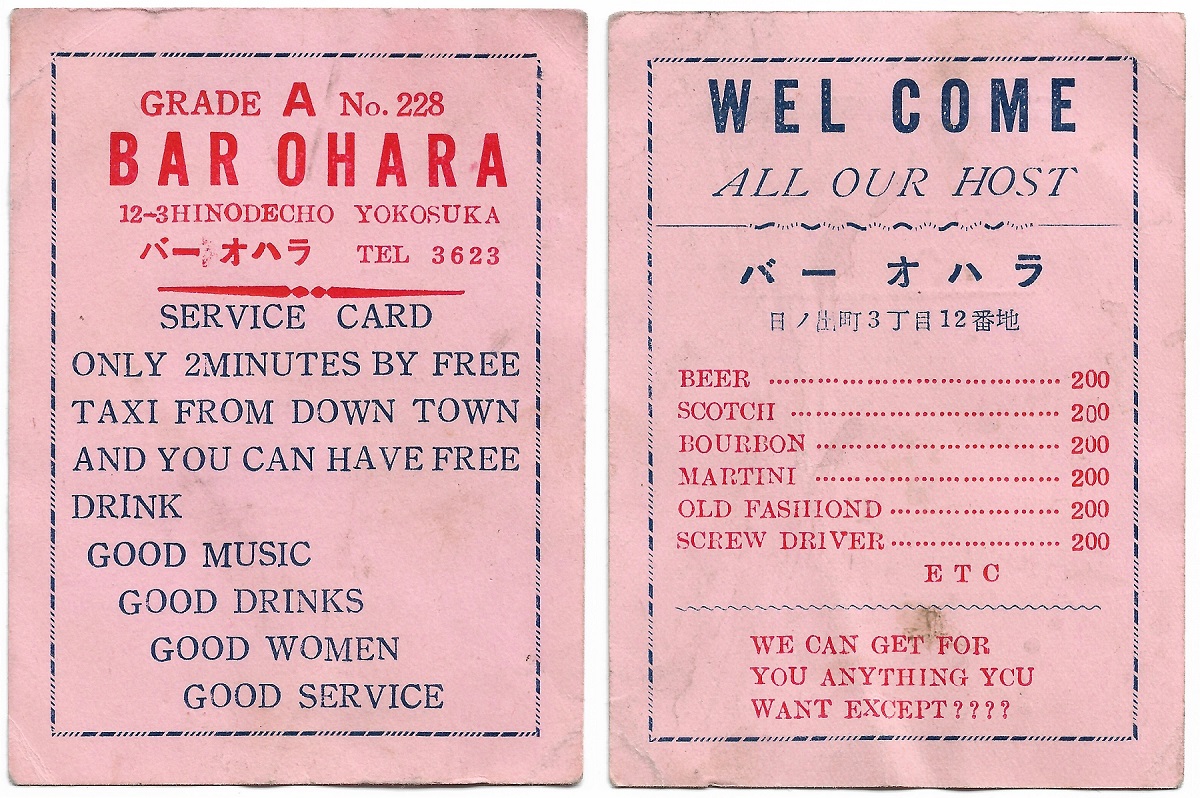 GRADE A No. 228
BAR OHARA
12-3HINODECHO YOKOSUKA
バー オハラ TEL 3623
SERVICE CARD
ONLY 2MINUTES BY FREE
TAXI FROM DOWN TOWN
AND YOU CAN HAVE FREE
DRINK
GOOD MUSIC
GOOD DRINKS
GOOD WOMEN
GOOD SERVICE
WEL COME
ALL OUR HOST
バー オハラ
日ノ出町3丁目12番地
BEER ································ 200
SCOTCH ································ 200
BOURBON ································ 200
MARTINI ································ 200
OLD FASHIOND ······················ 200
SCREW DRIVER ······················ 200
ETC
WE CAN GET FOR
YOU ANYTHING YCU
WANT EXCEPT????